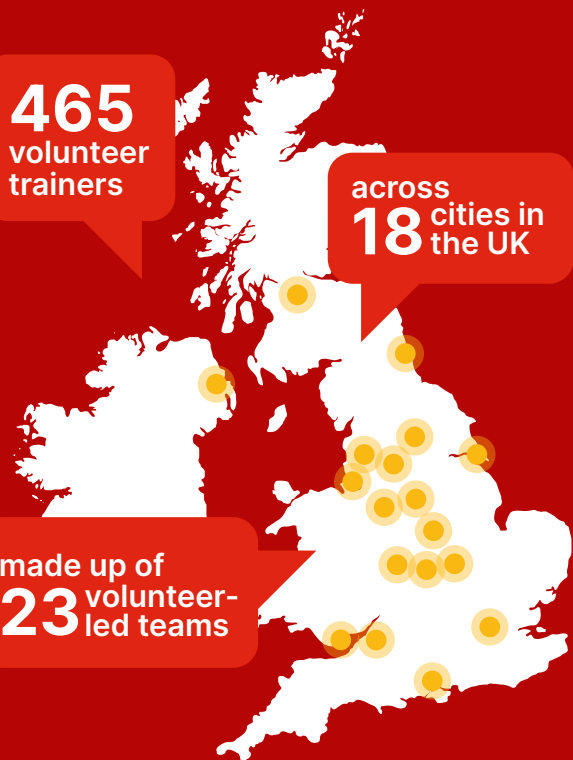 465
volunteer
trainers
across
18 cities in
the UK
made up of
23 volunteer-
led teams